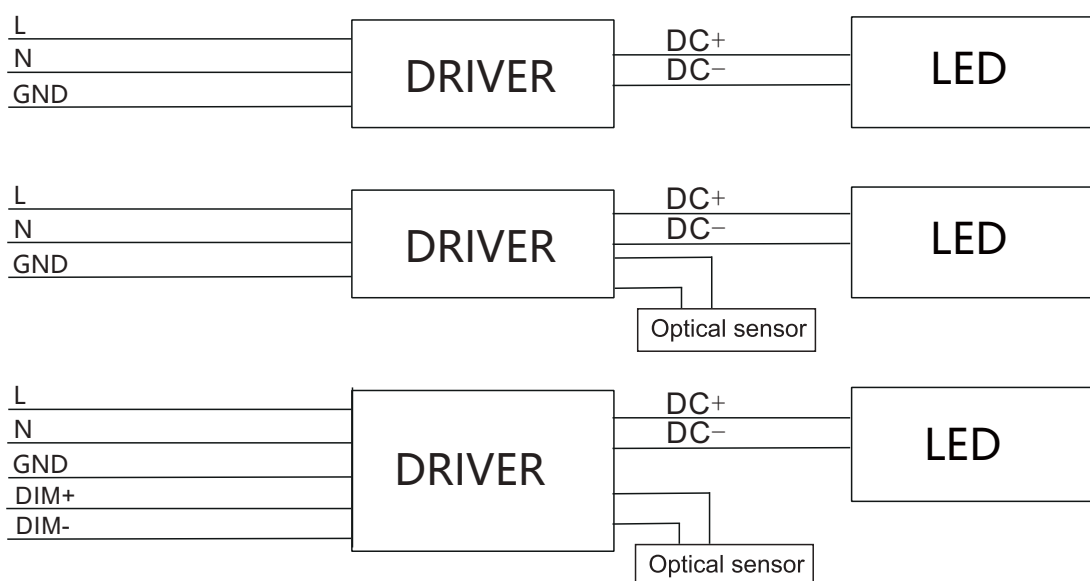 L
N
GND
DRIVER
DC+
DC−
LED
L
N
GND
DRIVER
DC+
DC−
LED
Optical sensor
L
N
GND
DIM+
DIM-
DRIVER
DC+
DC−
LED
Optical sensor